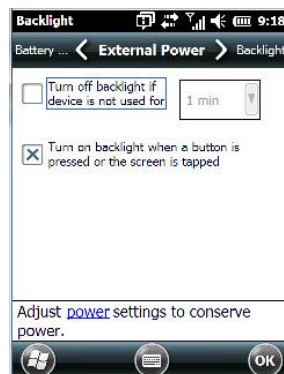 Backlight 9:18
Battery ... External Power Backlight
Turn off backlight if
device is not used for
1 min
Turn on backlight when a button is
pressed or the screen is tapped
Adjust power settings to conserve
power.
OK